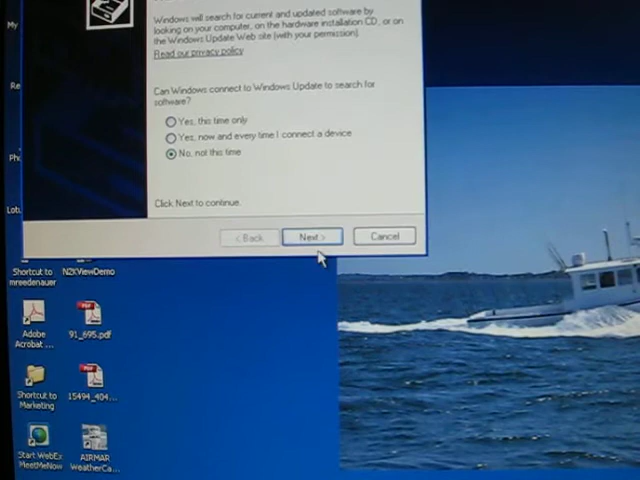 My
Windows will search for current and updated software by
looking on your computer, on the hardware installation CD, or on
the Windows Update Web site (with your permission).
Read our privacy policy
Re
Can Windows connect to Windows Update to search for
software?
Yes, this time only
Yes, now and every time I connect a device
No, not this time
Pho
Click Next to continue.
Lotu
< Back
Next >
Cancel
Shortcut to
mreedenauer
N2KViewDemo
Adobe
Acrobat ...
91_695.pdf
Shortcut to
Marketing
15494_404...
Start WebEx
MeetMeNow
AIRMAR
WeatherCa...